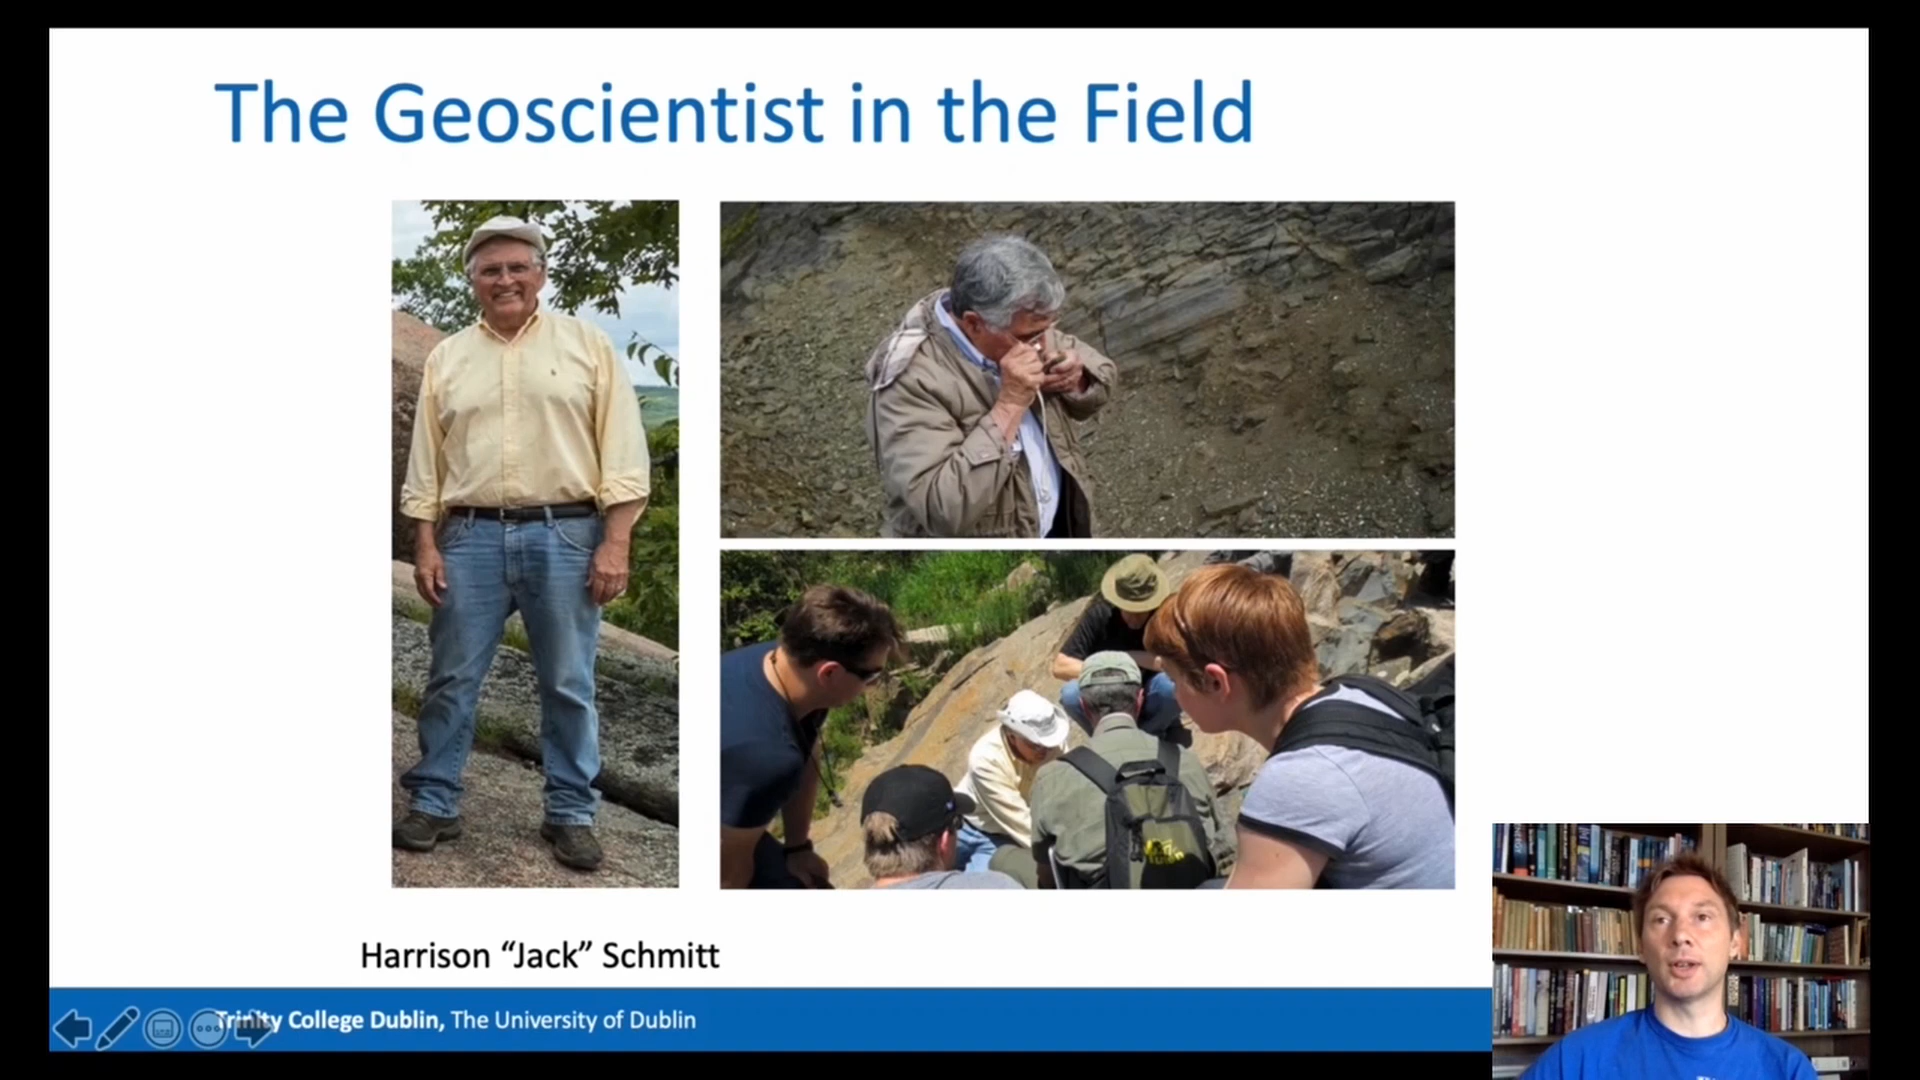 The Geoscientist in the Field
Harrison “Jack” Schmitt
Trinity College Dublin, The University of Dublin